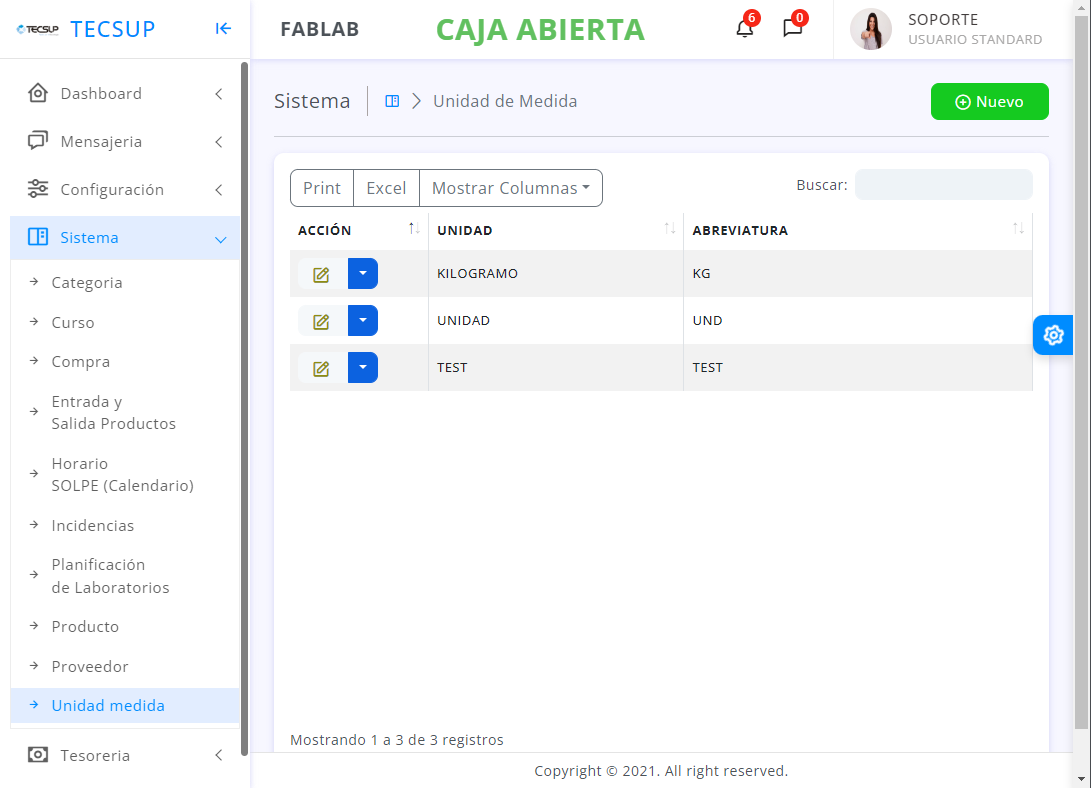 TECSUP TECSUP
FABLAB
CAJA ABIERTA
6
0
SOPORTE
USUARIO STANDARD
Dashboard
Mensajeria
Configuración
Sistema
Categoria
Curso
Compra
Entrada y
Salida Productos
Horario
SOLPE (Calendario)
Incidencias
Planificación
de Laboratorios
Producto
Proveedor
Unidad medida
Tesoreria
Sistema
Unidad de Medida
Nuevo
Print Excel Mostrar Columnas
Buscar:
ACCIÓN UNIDAD ABREVIATURA
KILOGRAMO KG
UNIDAD UND
TEST TEST
Mostrando 1 a 3 de 3 registros
Copyright © 2021. All right reserved.